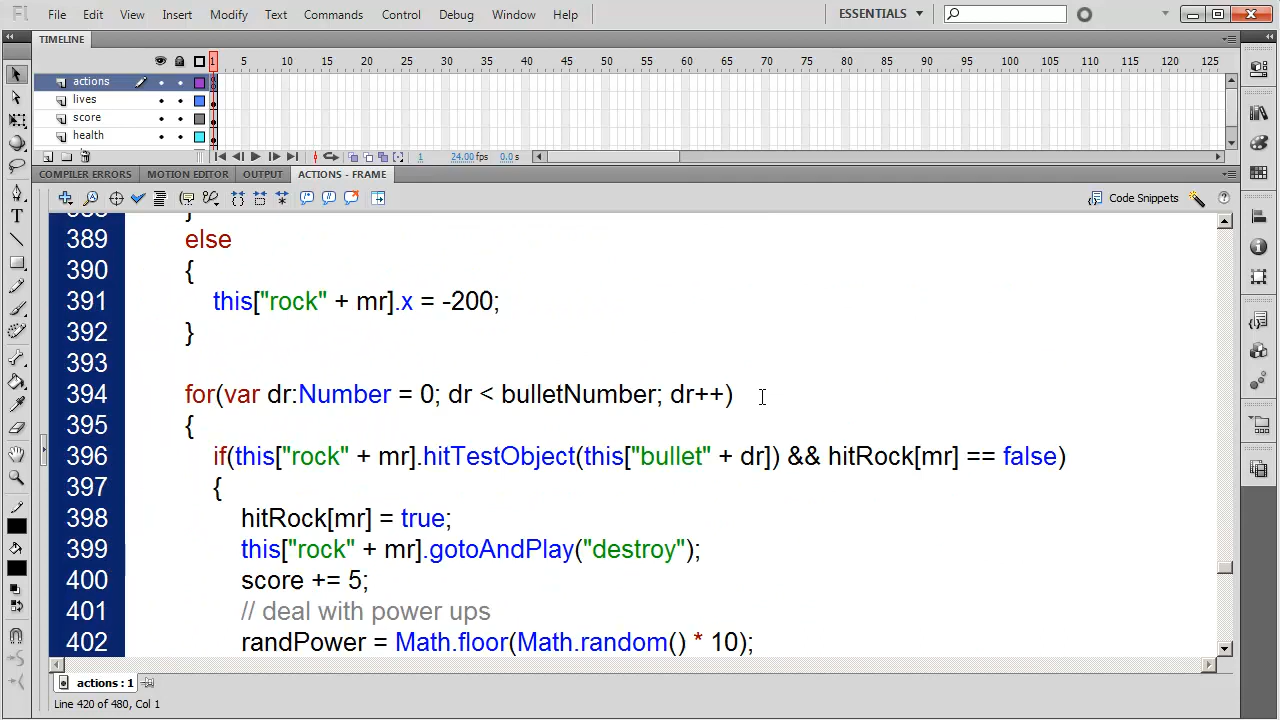 Fl File Edit View Insert Modify Text Commands Control Debug Window Help ESSENTIALS
TIMELINE
1 5 10 15 20 25 30 35 40 45 50 55 60 65 70 75 80 85 90 95 100 105 110 115 120 125
actions
lives
score
health
1 24.00fps 0.0s
COMPILER ERRORS MOTION EDITOR OUTPUT ACTIONS - FRAME
Code Snippets
389 else
390 {
391 this["rock" + mr].x = -200;
392 }
393
394 for(var dr:Number = 0; dr < bulletNumber; dr++)
395 {
396 if(this["rock" + mr].hitTestObject(this["bullet" + dr]) && hitRock[mr] == false)
397 {
398 hitRock[mr] = true;
399 this["rock" + mr].gotoAndPlay("destroy");
400 score += 5;
401 // deal with power ups
402 randPower = Math.floor(Math.random() * 10);
actions : 1
Line 420 of 480, Col 1